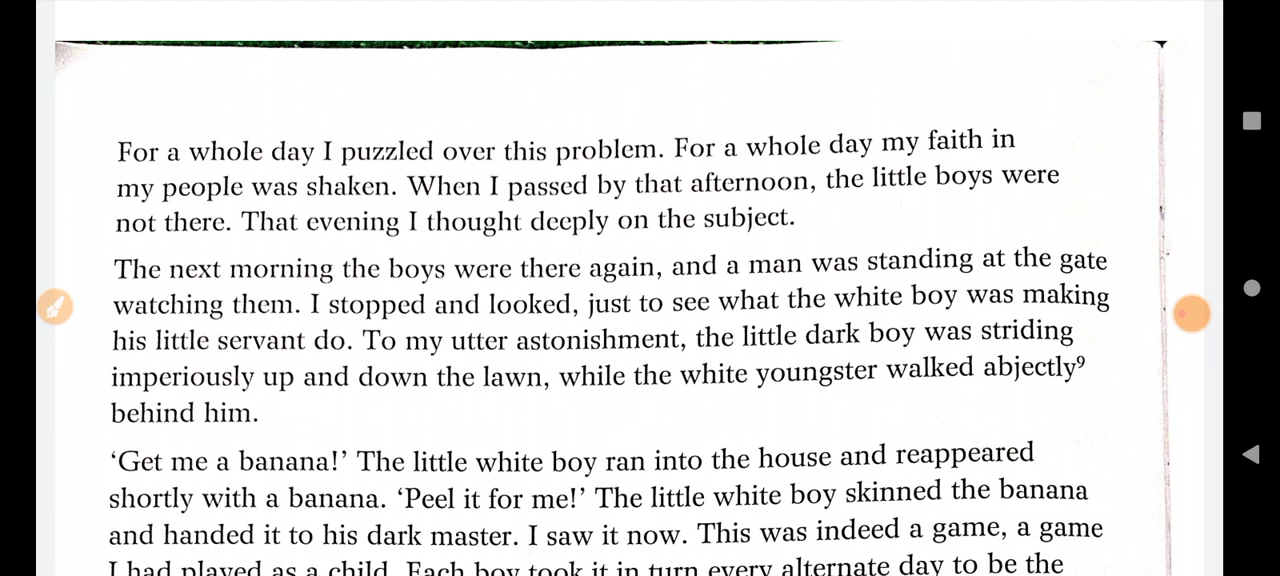 For a whole day I puzzled over this problem. For a whole day my faith in
my people was shaken. When I passed by that afternoon, the little boys were
not there. That evening I thought deeply on the subject.
The next morning the boys were there again, and a man was standing at the gate
watching them. I stopped and looked, just to see what the white boy was making
his little servant do. To my utter astonishment, the little dark boy was striding
imperiously up and down the lawn, while the white youngster walked abjectly⁹
behind him.
‘Get me a banana!’ The little white boy ran into the house and reappeared
shortly with a banana. ‘Peel it for me!’ The little white boy skinned the banana
and handed it to his dark master. I saw it now. This was indeed a game, a game
I had played as a child. Each boy took it in turn every alternate day to be the